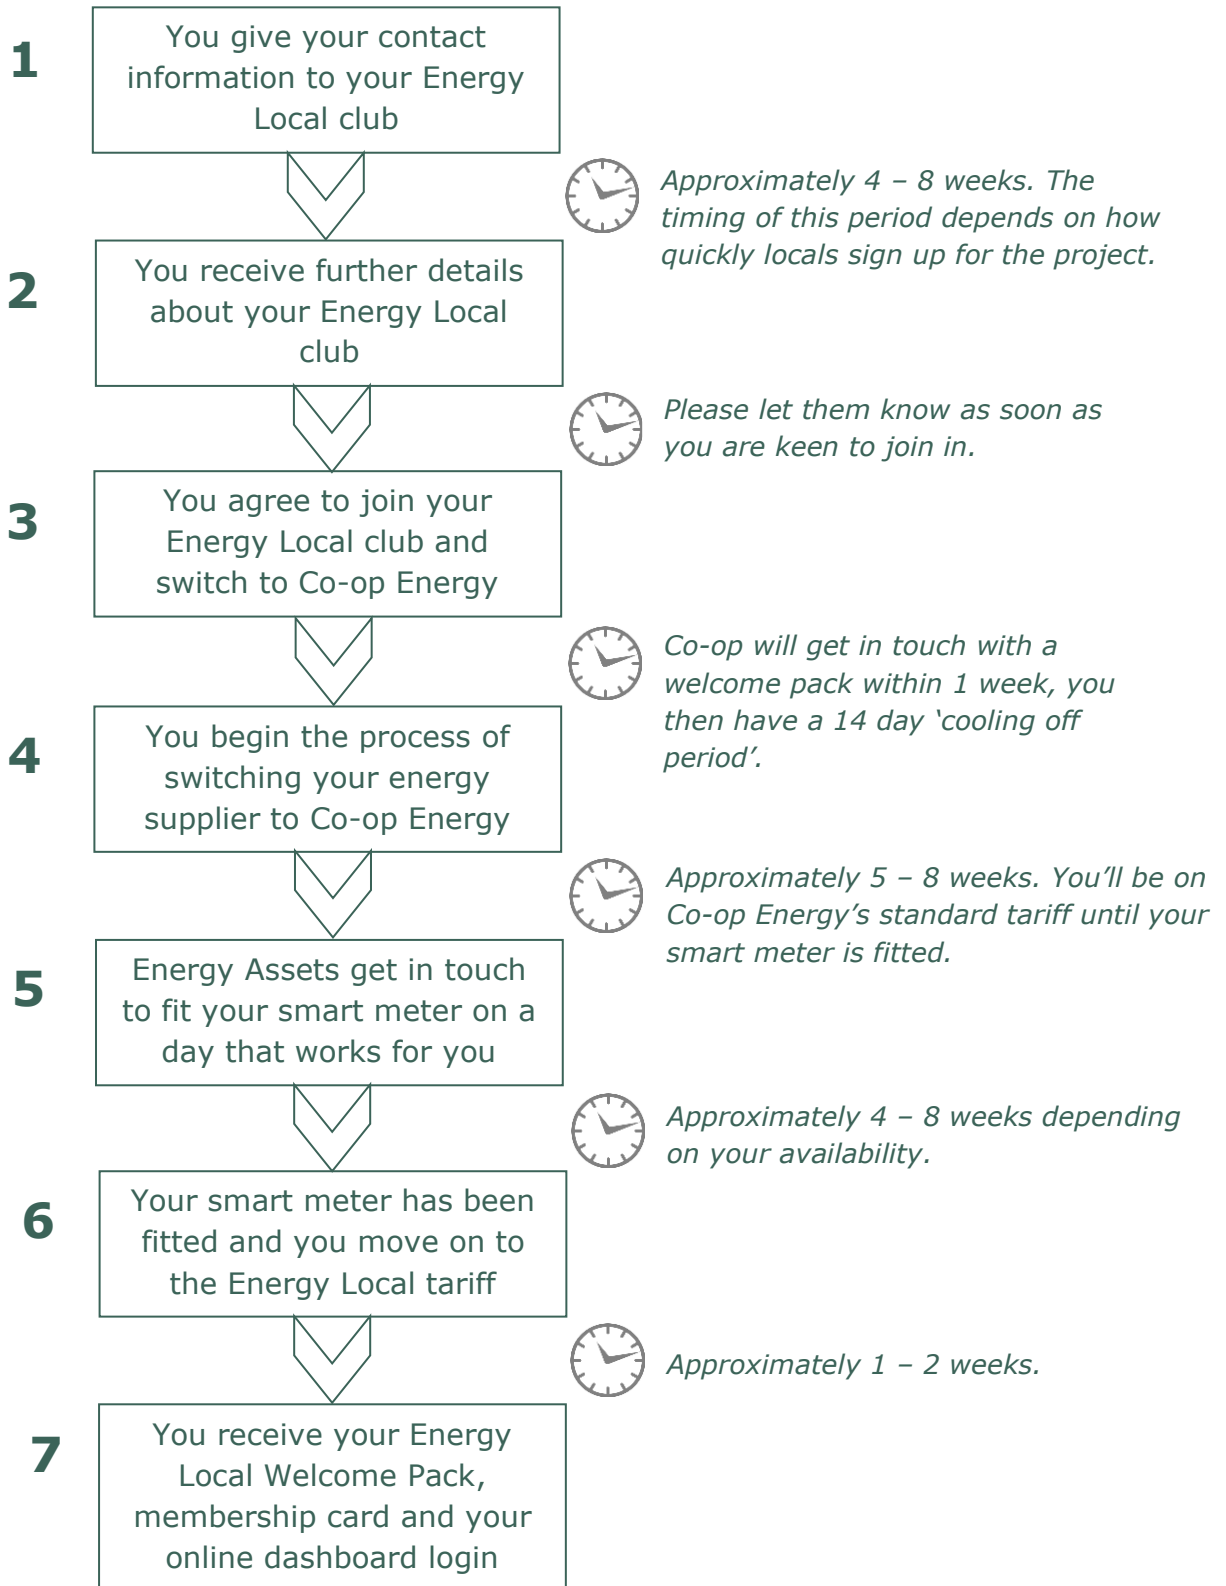 1
You give your contact
information to your Energy
Local club
Approximately 4 – 8 weeks. The
timing of this period depends on how
quickly locals sign up for the project.
2
You receive further details
about your Energy Local
club
Please let them know as soon as
you are keen to join in.
3
You agree to join your
Energy Local club and
switch to Co-op Energy
Co-op will get in touch with a
welcome pack within 1 week, you
then have a 14 day ‘cooling off
period’.
4
You begin the process of
switching your energy
supplier to Co-op Energy
Approximately 5 – 8 weeks. You’ll be on
Co-op Energy’s standard tariff until your
smart meter is fitted.
5
Energy Assets get in touch
to fit your smart meter on a
day that works for you
Approximately 4 – 8 weeks depending
on your availability.
6
Your smart meter has been
fitted and you move on to
the Energy Local tariff
Approximately 1 – 2 weeks.
7
You receive your Energy
Local Welcome Pack,
membership card and your
online dashboard login